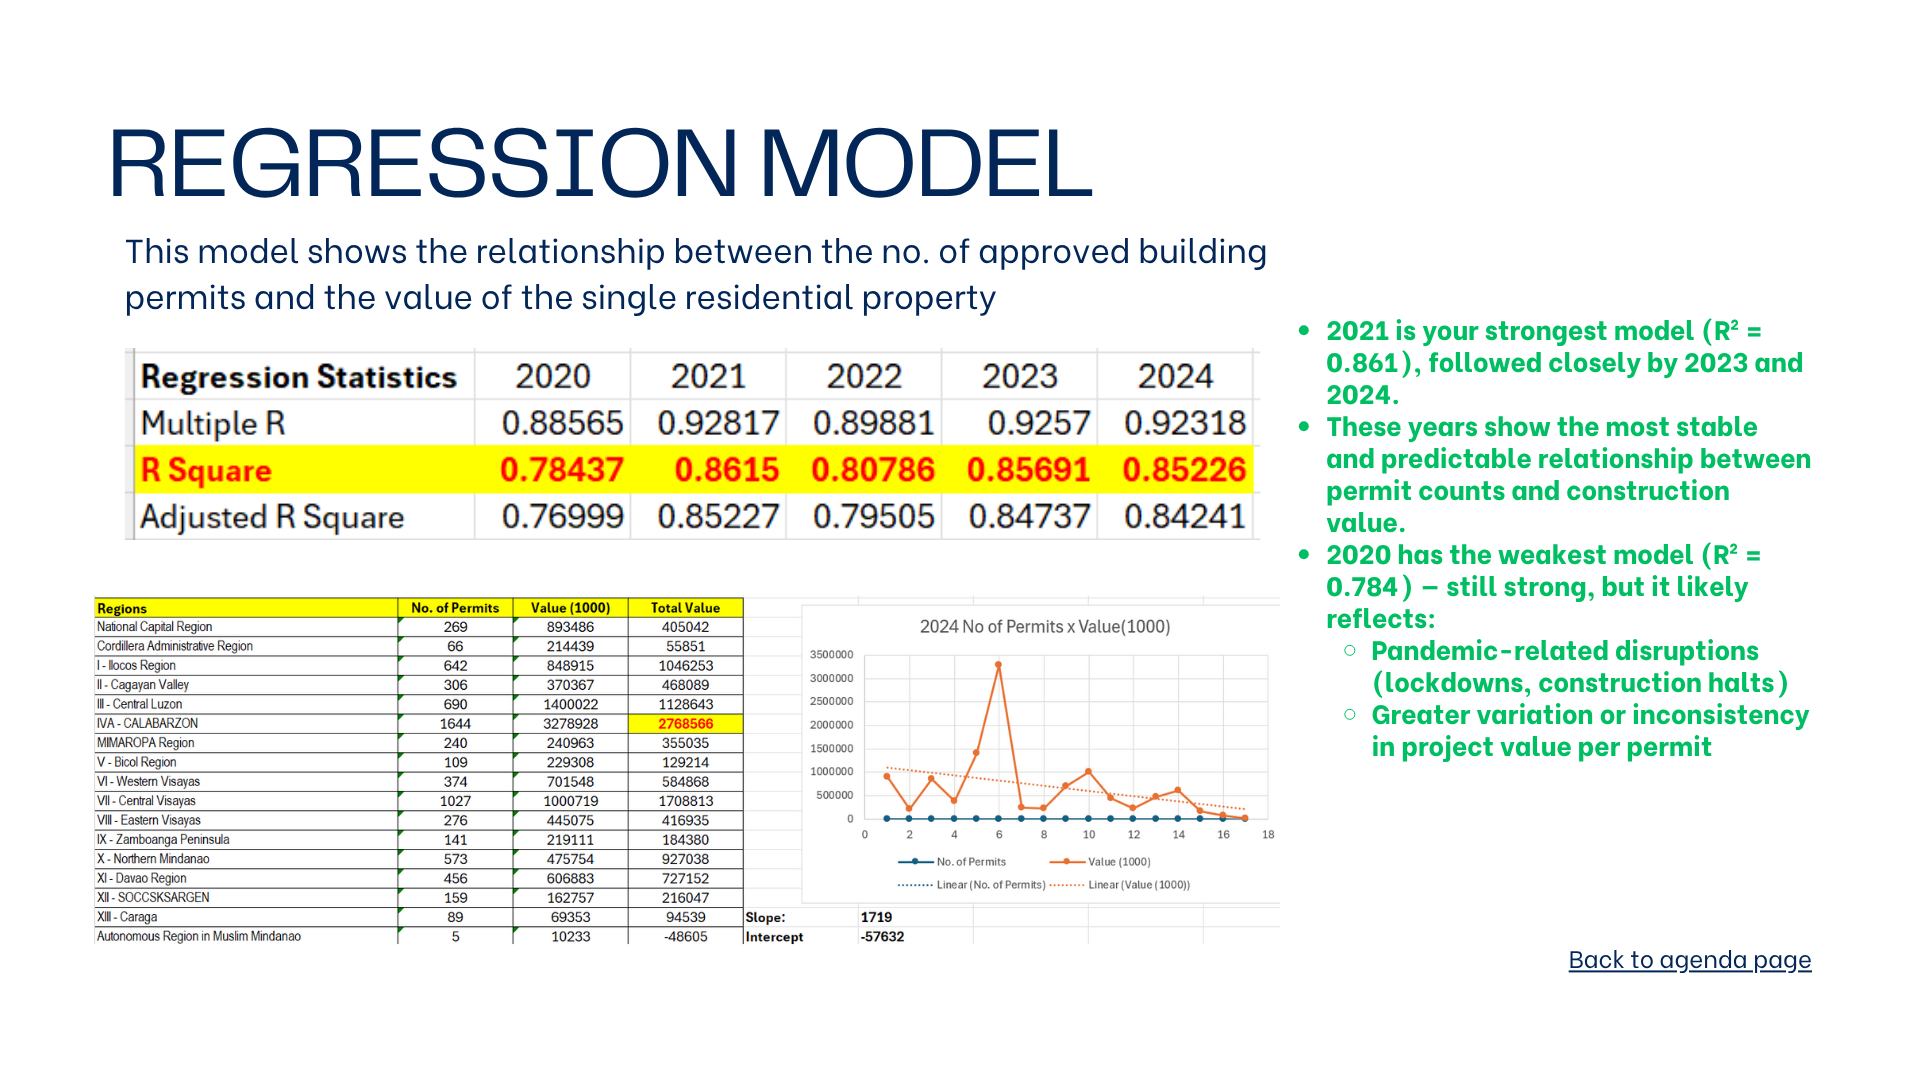 REGRESSION MODEL
This model shows the relationship between the no. of approved building
permits and the value of the single residential property
Regression Statistics 2020 2021 2022 2023 2024
Multiple R 0.88565 0.92817 0.89881 0.9257 0.92318
R Square 0.78437 0.8615 0.80786 0.85691 0.85226
Adjusted R Square 0.76999 0.85227 0.79505 0.84737 0.84241
Regions No. of Permits Value (1000) Total Value
National Capital Region 269 893486 405042
Cordillera Administrative Region 66 214439 55851
I - Ilocos Region 642 848915 1046253
II - Cagayan Valley 306 370367 468089
III - Central Luzon 690 1400022 1128643
IVA - CALABARZON 1644 3278928 2768566
MIMAROPA Region 240 240963 355035
V - Bicol Region 109 229308 129214
VI - Western Visayas 374 701548 584868
VII - Central Visayas 1027 1000719 1708813
VIII - Eastern Visayas 276 445075 416935
IX - Zamboanga Peninsula 141 219111 184380
X - Northern Mindanao 573 475754 927038
XI - Davao Region 456 606883 727152
XII - SOCCSKSARGEN 159 162757 216047
XIII - Caraga 89 69353 94539 Slope: 1719
Autonomous Region in Muslim Mindanao 5 10233 -48605 Intercept -57632
2024 No of Permits x Value(1000)
3500000
3000000
2500000
2000000
1500000
1000000
500000
0
0 2 4 6 8 10 12 14 16 18
No. of Permits Value (1000)
Linear (No. of Permits) Linear (Value (1000))
• 2021 is your strongest model (R² =
0.861), followed closely by 2023 and
2024.
• These years show the most stable
and predictable relationship between
permit counts and construction
value.
• 2020 has the weakest model (R² =
0.784) – still strong, but it likely
reflects:
○ Pandemic-related disruptions
(lockdowns, construction halts)
○ Greater variation or inconsistency
in project value per permit
Back to agenda page